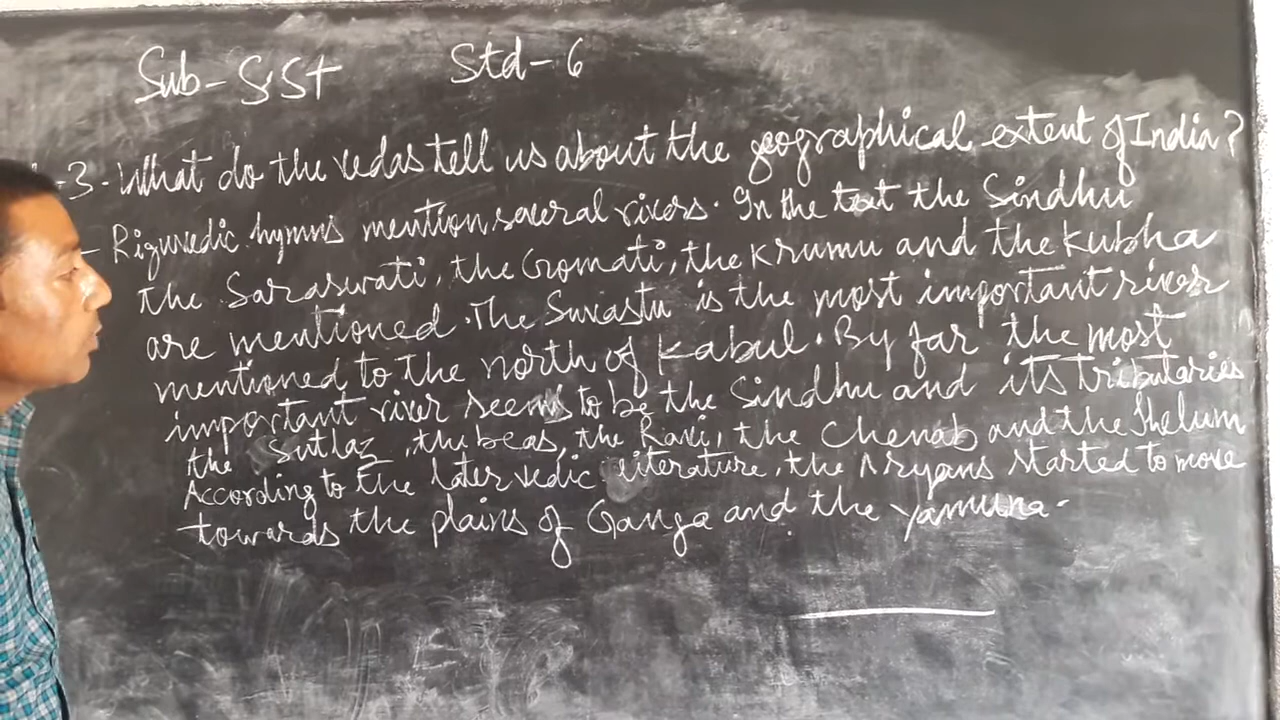 Sub-SST Std-6
-3. What do the vedas tell us about the geographical extent of India?
- Riguvedic hymns mention several rivers. In the text the Sindhu
the Saraswati, the Gomati, the Krumu and the Kubha
are mentioned. The Suvastu is the most important river
mentioned to the north of Kabul. By far the most
important river seems to be the Sindhu and its tributaries
the Sutlaz, the beas, the Ravi, the Chenab and the Jhelum
According to the later vedic literature, the Aryans started to move
towards the plains of Ganga and the Yamuna.